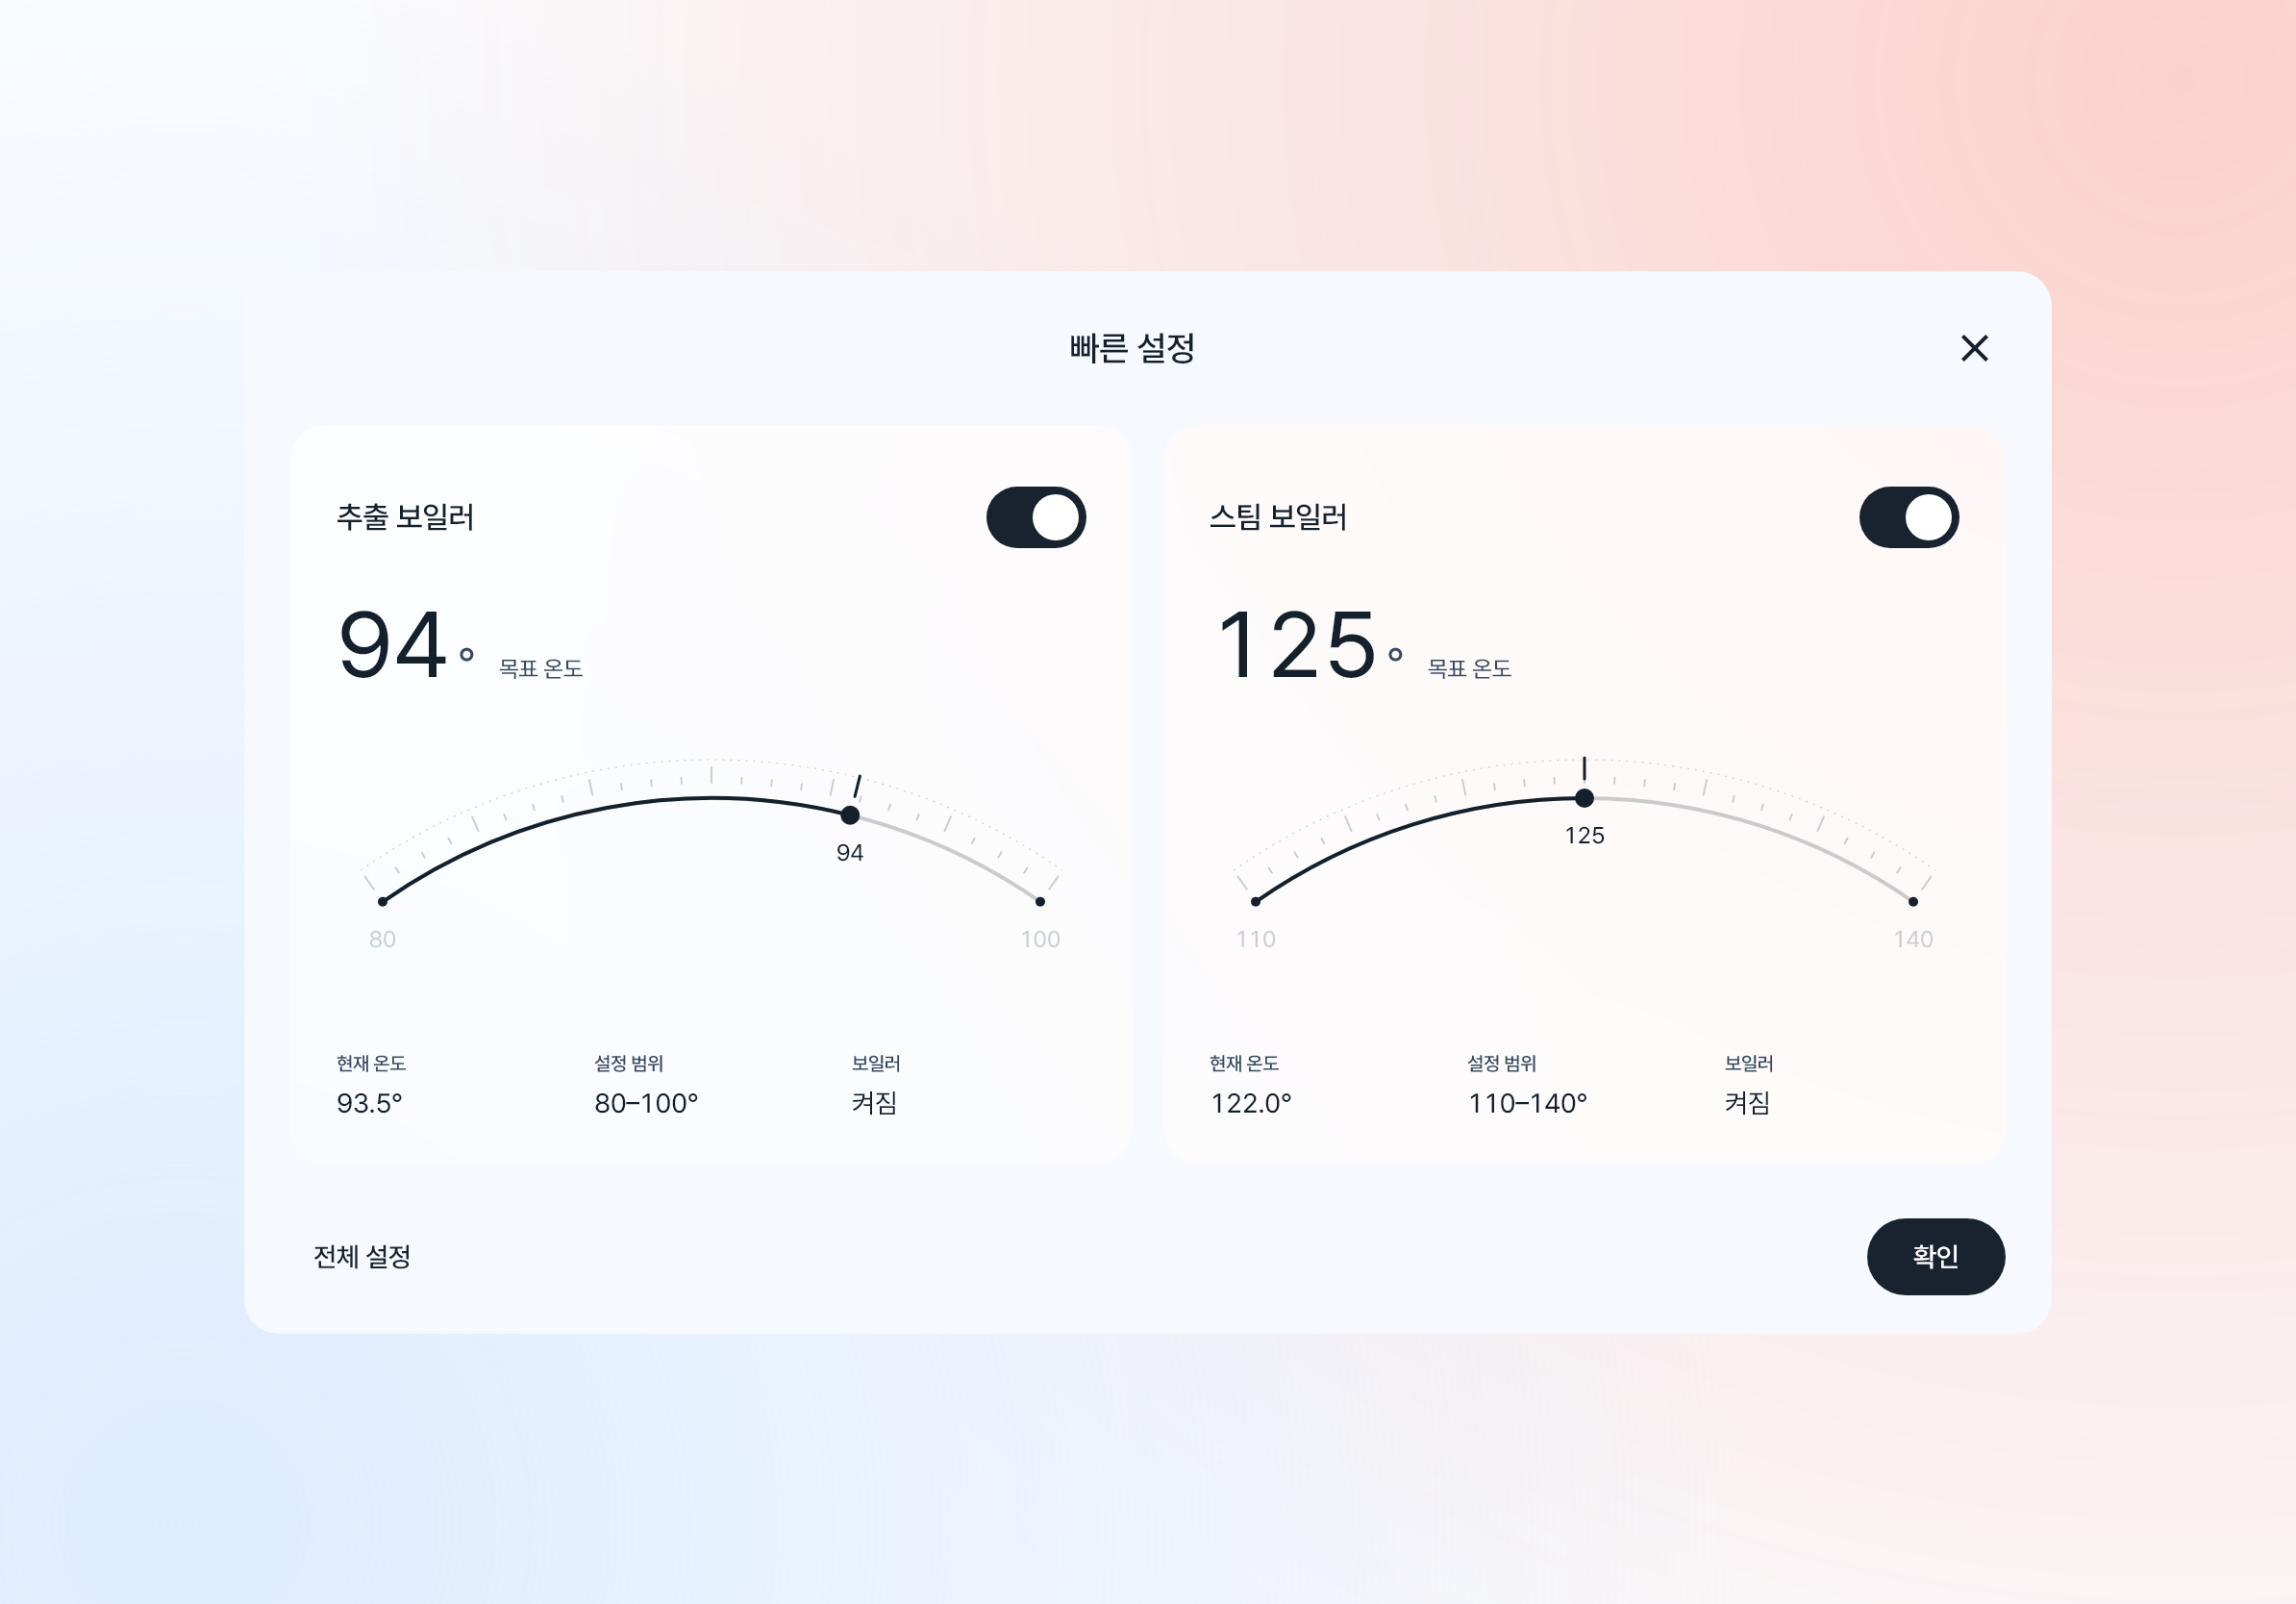 빠른 설정
추출 보일러
94° 목표 온도
94
80 100
현재 온도 설정 범위 보일러
93.5° 80–100° 켜짐
스팀 보일러
125° 목표 온도
125
110 140
현재 온도 설정 범위 보일러
122.0° 110–140° 켜짐
전체 설정
확인